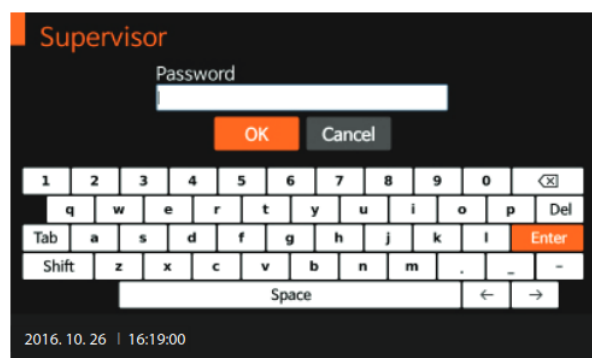 Supervisor
Password
OK Cancel
1 2 3 4 5 6 7 8 9 0 ⌫
q w e r t y u i o p Del
Tab a s d f g h j k l Enter
Shift z x c v b n m . _ -
Space ← →
2016. 10. 26 | 16:19:00